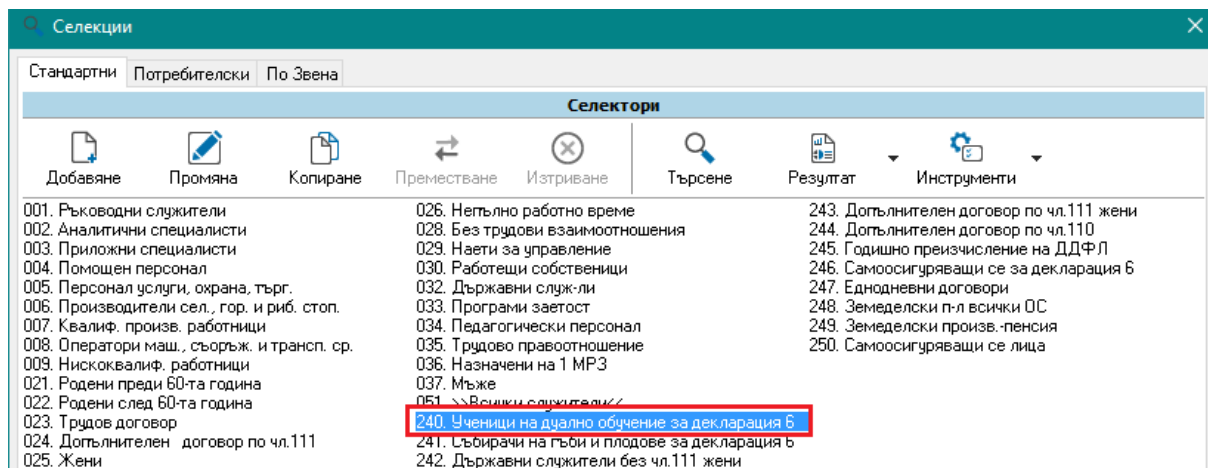 Селекции
Стандартни Потребителски По Звена
Селектори
Добавяне Промяна Копиране Преместване Изтриване Търсене Резултат Инструменти
001. Ръководни служители
002. Аналитични специалисти
003. Приложни специалисти
004. Помощен персонал
005. Персонал услуги, охрана, търг.
006. Производители сел., гор. и риб. стоп.
007. Квалиф. произв. работници
008. Оператори маш., съорьж. и трансп. ср.
009. Нискоквалиф. работници
021. Родени преди 60-та година
022. Родени след 60-та година
023. Трудов договор
024. Допълнителен договор по чл.111
025. Жени
026. Непълно работно време
028. Без трудови взаимоотношения
029. Наети за управление
030. Работещи собственици
032. Държавни служ-ли
033. Програми заетост
034. Педагогически персонал
035. Трудово правоотношение
036. Назначени на 1 МРЗ
037. Мъже
051. >>Всички служители<<
240. Ученици на дуално обучение за декларация 6
241. Събирачи на гъби и плодове за декларация 6
242. Държавни служители без чл.111 жени
243. Допълнителен договор по чл.111 жени
244. Допълнителен договор по чл.110
245. Годишно преизчисление на ДДФЛ
246. Самоосигуряващи се за декларация 6
247. Еднодневни договори
248. Земеделски п-л всички ОС
249. Земеделски произв.-пенсия
250. Самоосигуряващи се лица